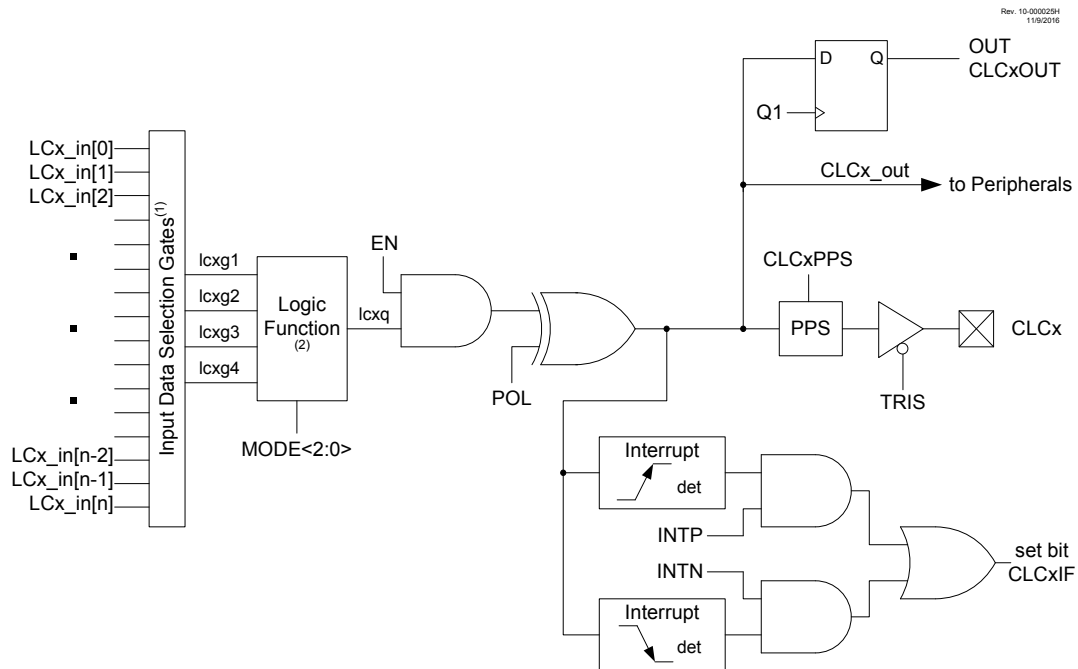 Rev. 10-000025H
11/9/2016
OUT
CLCxOUT
D
Q
Q1
CLCx_out
to Peripherals
LCx_in[0]
LCx_in[1]
LCx_in[2]
Input Data Selection Gates(1)
LCx_in[n-2]
LCx_in[n-1]
LCx_in[n]
lcxg1
lcxg2
lcxg3
lcxg4
Logic
Function
(2)
MODE<2:0>
lcxq
EN
POL
CLCxPPS
PPS
TRIS
CLCx
Interrupt
det
INTP
INTN
Interrupt
det
set bit
CLCxIF